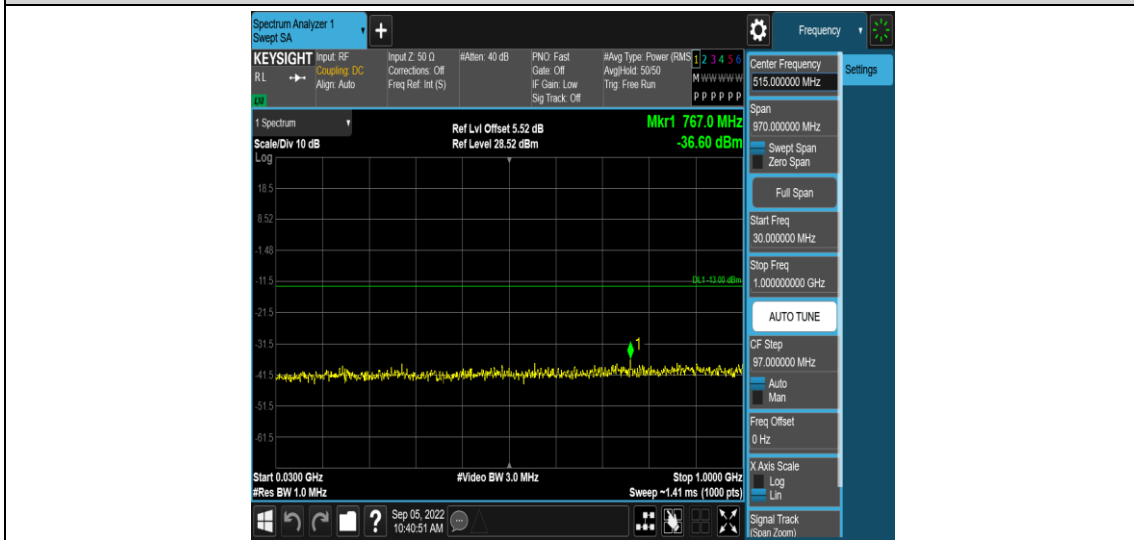 Spectrum Analyzer 1
Swept SA
Frequency
KEYSIGHT
RL
LXI
Input: RF
Coupling: DC
Align: Auto
Input Z: 50 Ω
Corrections: Off
Freq Ref: Int (S)
#Atten: 40 dB
PNO: Fast
Gate: Off
IF Gain: Low
Sig Track: Off
#Avg Type: Power (RMS
Avg|Hold: 50/50
Trig: Free Run
1 2 3 4 5 6
M W W W W W
P P P P P P
1 Spectrum
Scale/Div 10 dB
Log
Ref Lvl Offset 5.52 dB
Ref Level 28.52 dBm
Mkr1 767.0 MHz
-36.60 dBm
18.5
8.52
-1.48
-11.5
DL1 -13.00 dBm
-21.5
-31.5
1
-41.5
-51.5
-61.5
Start 0.0300 GHz
#Res BW 1.0 MHz
#Video BW 3.0 MHz
Stop 1.0000 GHz
Sweep ~1.41 ms (1000 pts)
Center Frequency
515.000000 MHz
Settings
Span
970.000000 MHz
Swept Span
Zero Span
Full Span
Start Freq
30.000000 MHz
Stop Freq
1.000000000 GHz
AUTO TUNE
CF Step
97.000000 MHz
Auto
Man
Freq Offset
0 Hz
X Axis Scale
Log
Lin
Signal Track
(Span Zoom)
?
Sep 05, 2022
10:40:51 AM